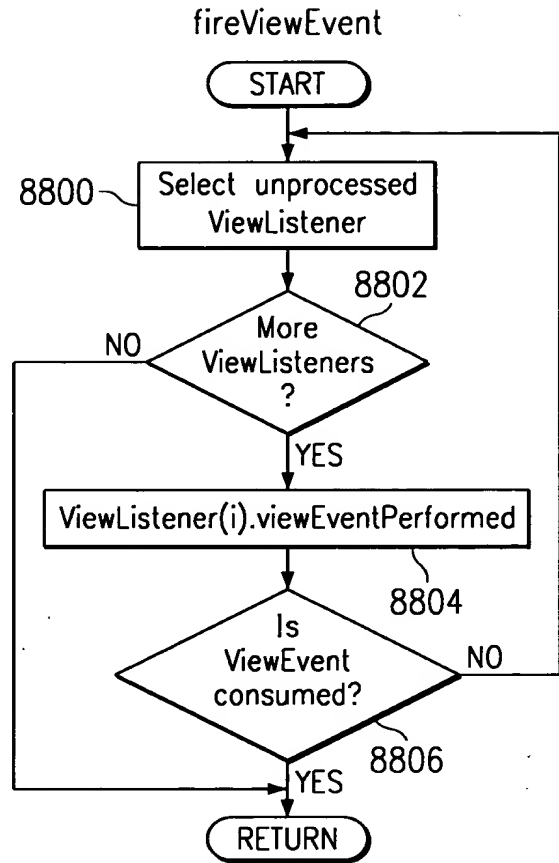 fireViewEvent
START
8800
Select unprocessed
ViewListener
8802
More
ViewListeners
?
NO
YES
ViewListener(i).viewEventPerformed
8804
Is
ViewEvent
consumed?
NO
8806
YES
RETURN